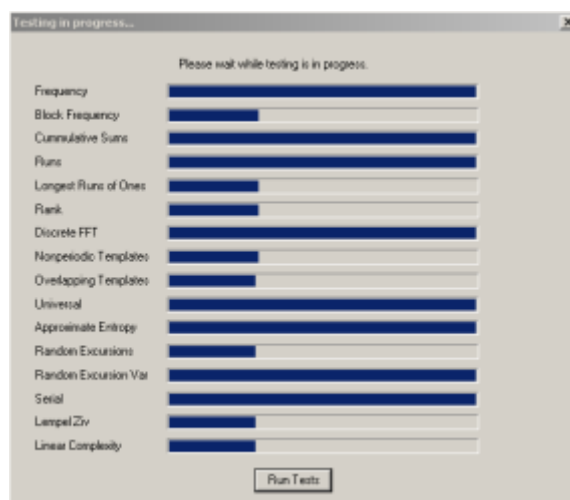 Testing in progress...
Please wait while testing is in progress.
Frequency
Block Frequency
Cummulative Sums
Runs
Longest Runs of Ones
Rank
Discrete FFT
Nonperiodic Templates
Overlapping Templates
Universal
Approximate Entropy
Random Excursions
Random Excursion Var
Serial
Lempel Ziv
Linear Complexity
Run Tests